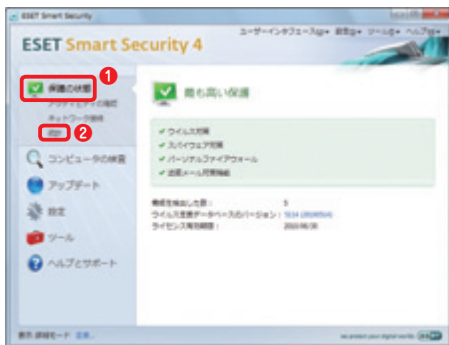 ESET Smart Security
ユーザーインタフェース(U)▾ 設定(S)▾ ツール(T)▾ ヘルプ(H)▾
ESET Smart Security 4
1
保護の状態
アクティビティの確認
ネットワーク接続
統計
2
コンピュータの検査
アップデート
設定
ツール
ヘルプとサポート
最も高い保護
✔ ウイルス対策
✔ スパイウェア対策
✔ パーソナルファイアウォール
✔ 迷惑メール対策機能
脅威を検出した数: 5
ウイルス定義データベースのバージョン:
ライセンス有効期限:
表示:詳細モード 変更...
we protect your digital worlds eset